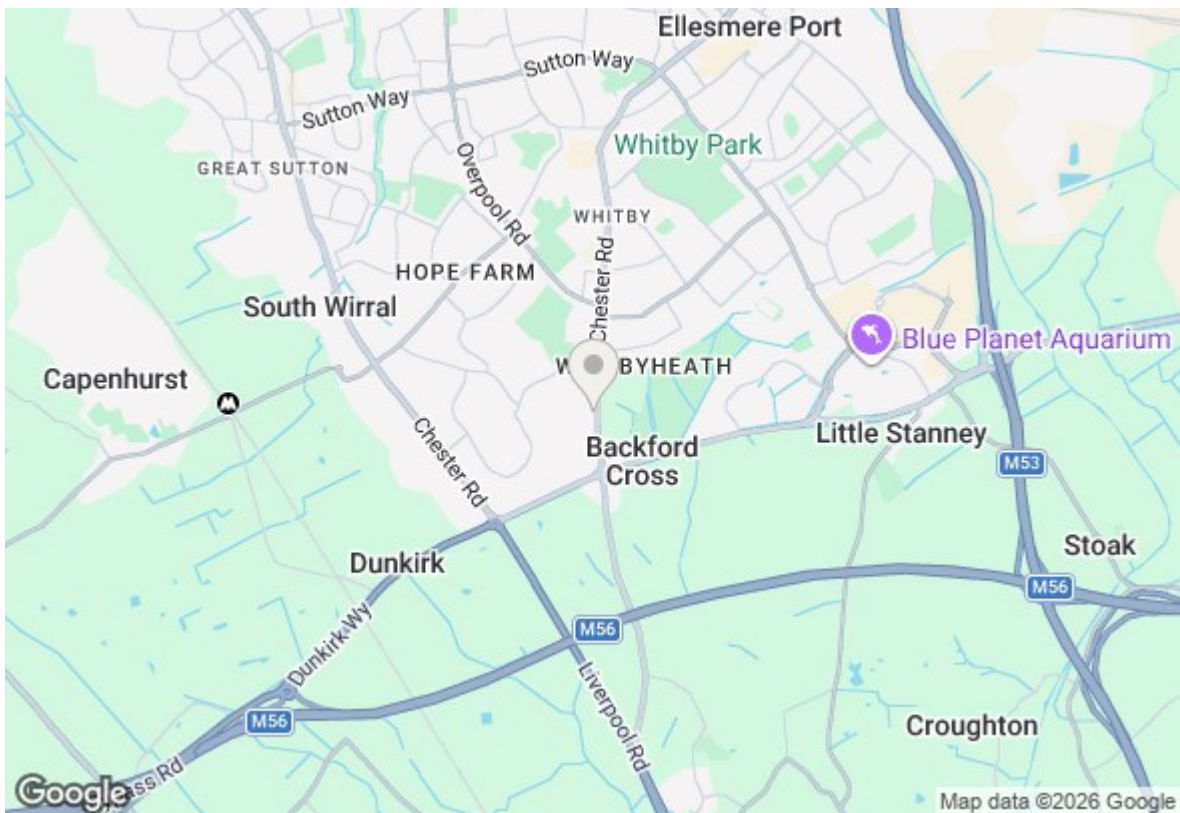 Ellesmere Port
Sutton Way
Sutton Way
Whitby Park
GREAT SUTTON
Overpool Rd
WHITBY
Chester Rd
HOPE FARM
South Wirral
Blue Planet Aquarium
Capenhurst
Chester Rd
Backford
Cross
Little Stanney
M53
Stoak
Dunkirk
M56
M56
Dunkirk Wy
Liverpool Rd
M56
Croughton
Google
Map data ©2026 Google